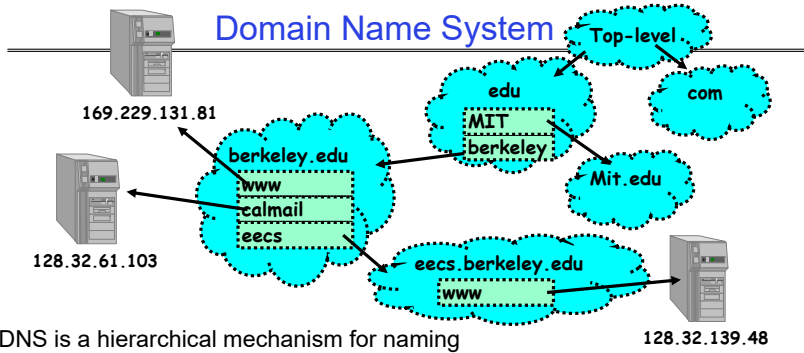 Domain Name System
Top-level
edu
com
MIT
berkeley
169.229.131.81
berkeley.edu
www
calmail
eecs
Mit.edu
128.32.61.103
eecs.berkeley.edu
www
128.32.139.48
DNS is a hierarchical mechanism for naming